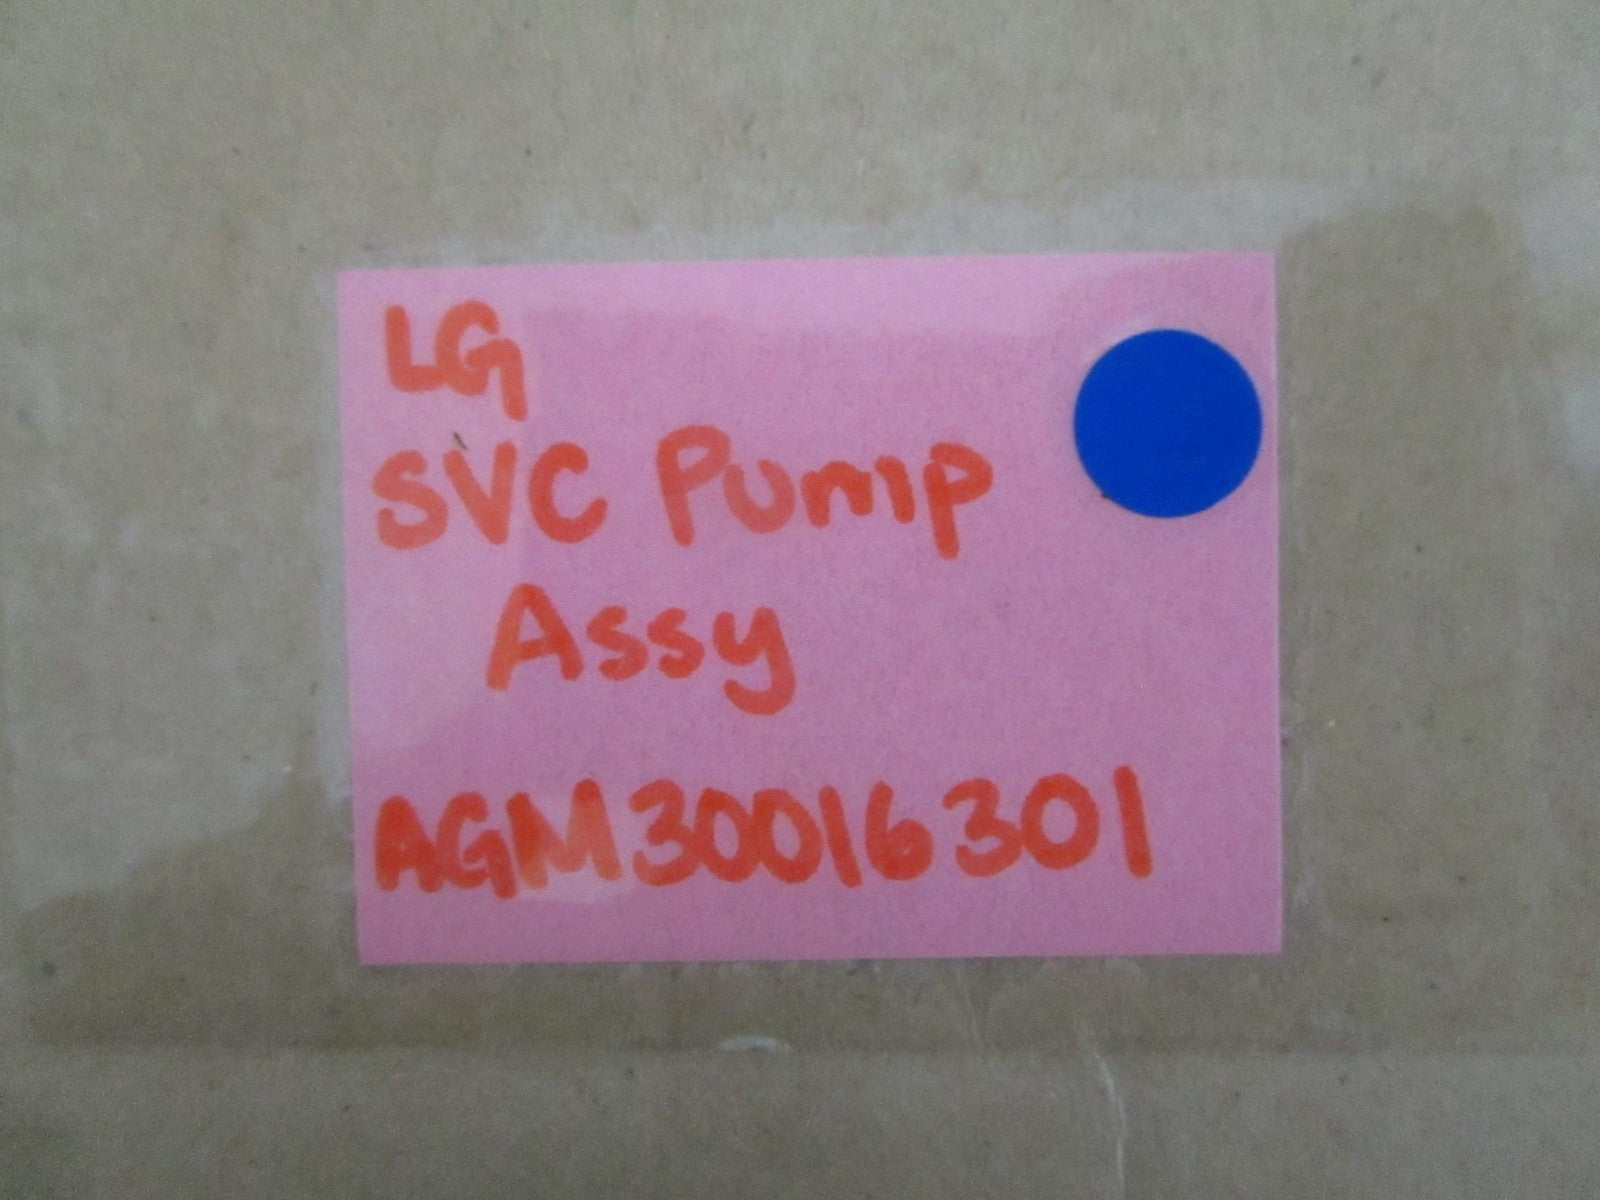 LG
SVC Pump
Assy
AGM30016301